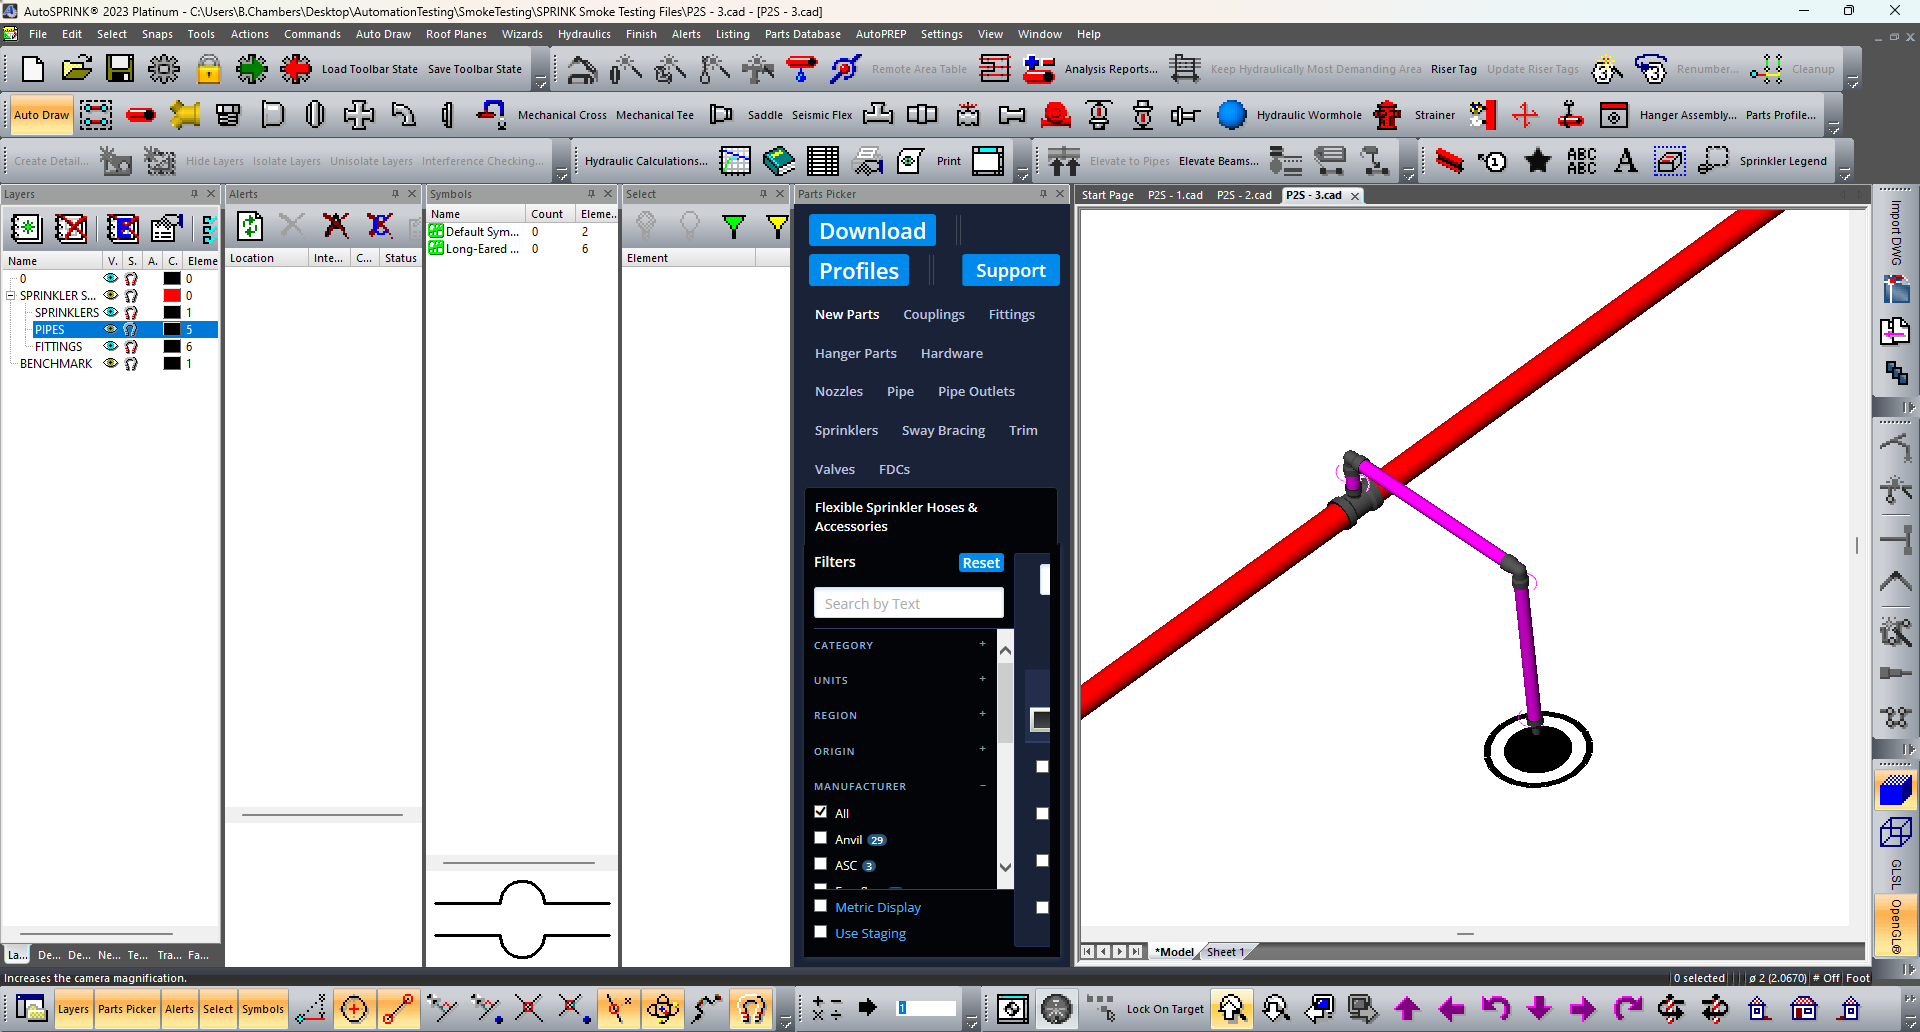 AutoSPRINK® 2023 Platinum - C:\Users\B.Chambers\Desktop\AutomationTesting\SmokeTesting\SPRINK Smoke Testing Files\P2S - 3.cad - [P2S - 3.cad]
File Edit Select Snaps Tools Actions Commands Auto Draw Roof Planes Wizards Hydraulics Finish Alerts Listing Parts Database AutoPREP Settings View Window Help
Load Toolbar State Save Toolbar State Remote Area Table Analysis Reports... Keep Hydraulically Most Demanding Area Riser Tag Update Riser Tags Renumber... Cleanup
Auto Draw Mechanical Cross Mechanical Tee Saddle Seismic Flex Hydraulic Wormhole Strainer Hanger Assembly... Parts Profile...
Create Detail... Hide Layers Isolate Layers Unisolate Layers Interference Checking... Hydraulic Calculations... Print Elevate to Pipes Elevate Beams... ABC ABC A Sprinkler Legend
Layers Alerts Symbols Select Parts Picker Start Page P2S - 1.cad P2S - 2.cad P2S - 3.cad
Name V. S. A. C. Eleme
0 0
SPRINKLER S... 0
SPRINKLERS 1
PIPES 5
FITTINGS 6
BENCHMARK 1
La... De... De... Ne... Te... Tra... Fa...
Location Inte... C... Status
Name Count Eleme..
Default Sym... 0 2
Long-Eared ... 0 6
Element
Download
Profiles Support
New Parts Couplings Fittings
Hanger Parts Hardware
Nozzles Pipe Pipe Outlets
Sprinklers Sway Bracing Trim
Valves FDCs
Flexible Sprinkler Hoses &
Accessories
Filters Reset
Search by Text
CATEGORY +
UNITS +
REGION +
ORIGIN +
MANUFACTURER −
All
Anvil 29
ASC 3
Metric Display
Use Staging
*Model Sheet 1
Import DWG
GLSL
OpenGL®
Increases the camera magnification. 0 selected ø 2 (2.0670) # Off Foot
Layers Parts Picker Alerts Select Symbols 1 Lock On Target